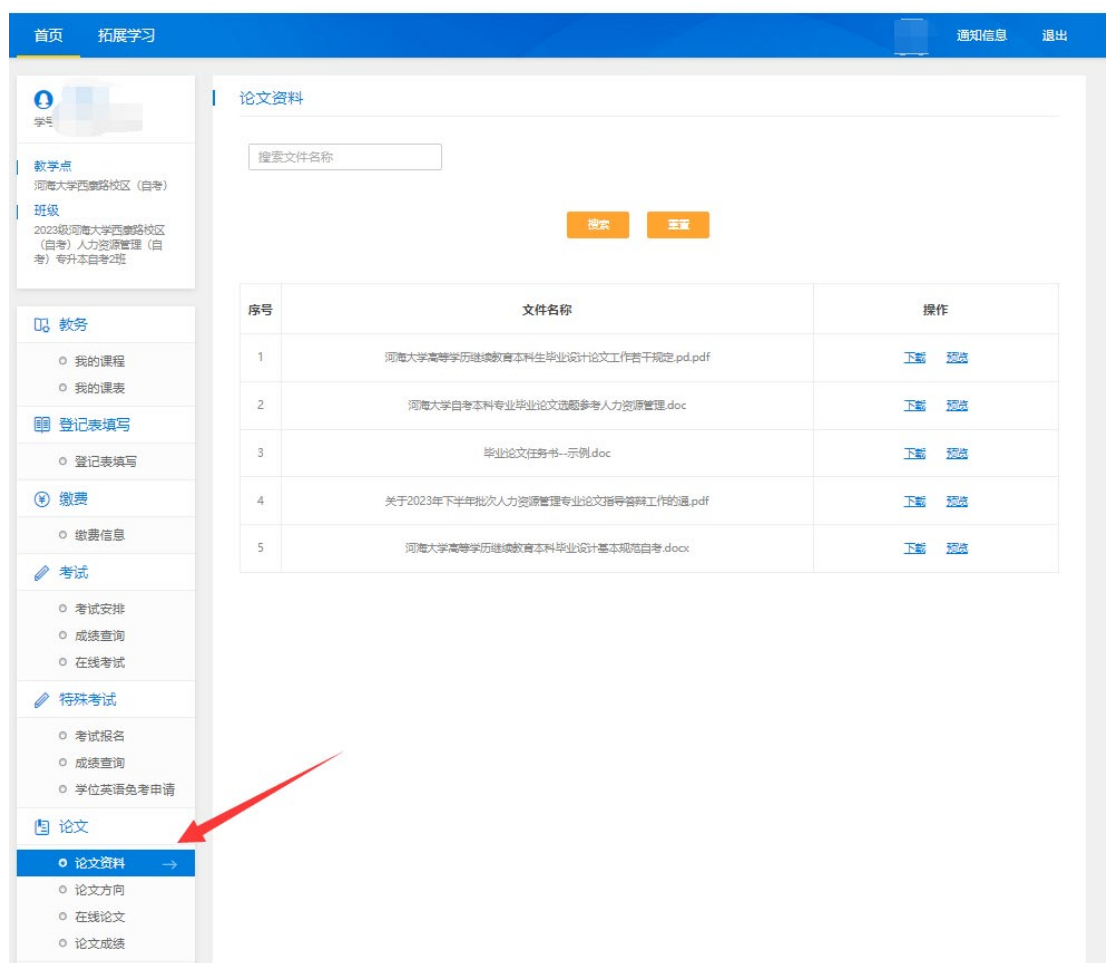 首页 拓展学习 通知信息 退出
学号
教学点
河海大学西康路校区（自考）
班级
2023级河海大学西康路校区
（自考）人力资源管理（自
考）专升本自考2班
教务
我的课程
我的课表
登记表填写
登记表填写
缴费
缴费信息
考试
考试安排
成绩查询
在线考试
特殊考试
考试报名
成绩查询
学位英语免考申请
论文
论文资料 →
论文方向
在线论文
论文成绩
论文资料
搜索文件名称
搜索 重置
序号 文件名称 操作
1 河海大学高等学历继续教育本科生毕业设计论文工作若干规定.pd.pdf 下载 预览
2 河海大学自考本科专业毕业论文选题参考人力资源管理.doc 下载 预览
3 毕业论文任务书--示例.doc 下载 预览
4 关于2023年下半年批次人力资源管理专业论文指导答辩工作的通.pdf 下载 预览
5 河海大学高等学历继续教育本科毕业设计基本规范自考.docx 下载 预览